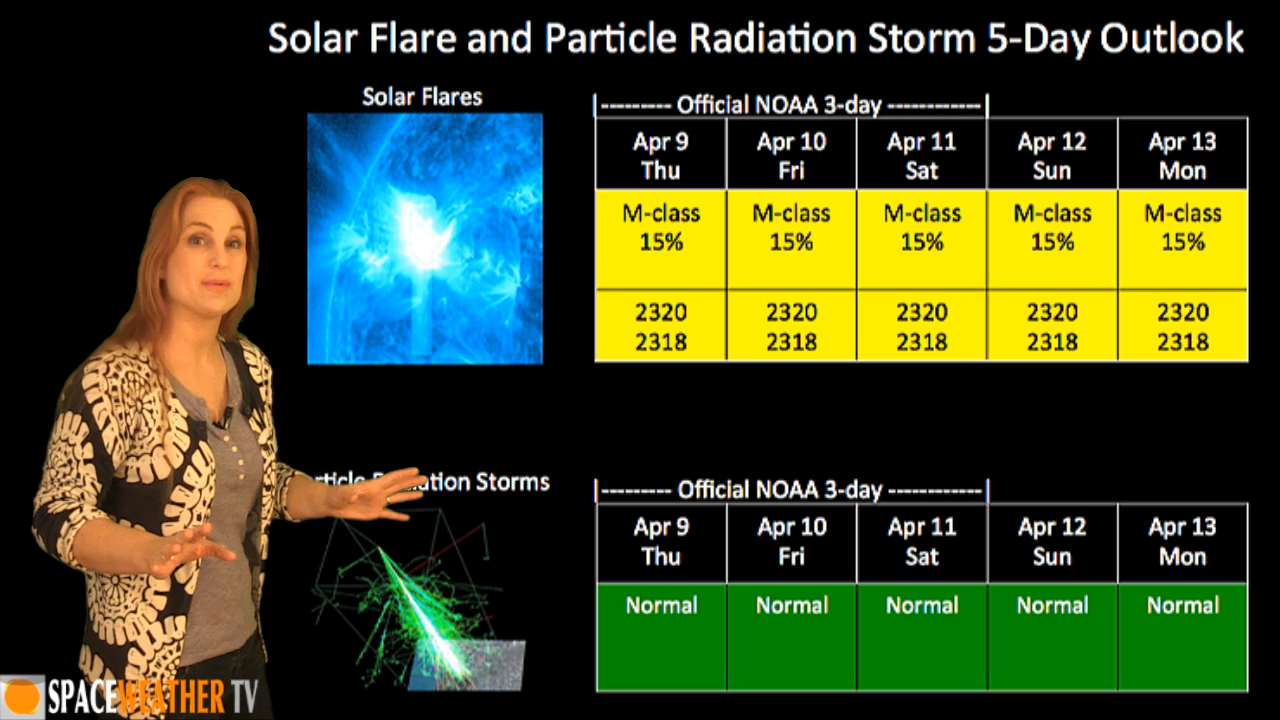 Solar Flare and Particle Radiation Storm 5-Day Outlook
Solar Flares
|--------- Official NOAA 3-day ------------|
Apr 9 Apr 10 Apr 11 Apr 12 Apr 13
Thu Fri Sat Sun Mon
M-class M-class M-class M-class M-class
15% 15% 15% 15% 15%
2320 2320 2320 2320 2320
2318 2318 2318 2318 2318
Storms
|--------- Official NOAA 3-day ------------|
Apr 9 Apr 10 Apr 11 Apr 12 Apr 13
Thu Fri Sat Sun Mon
Normal Normal Normal Normal Normal
SPACEWEATHER TV